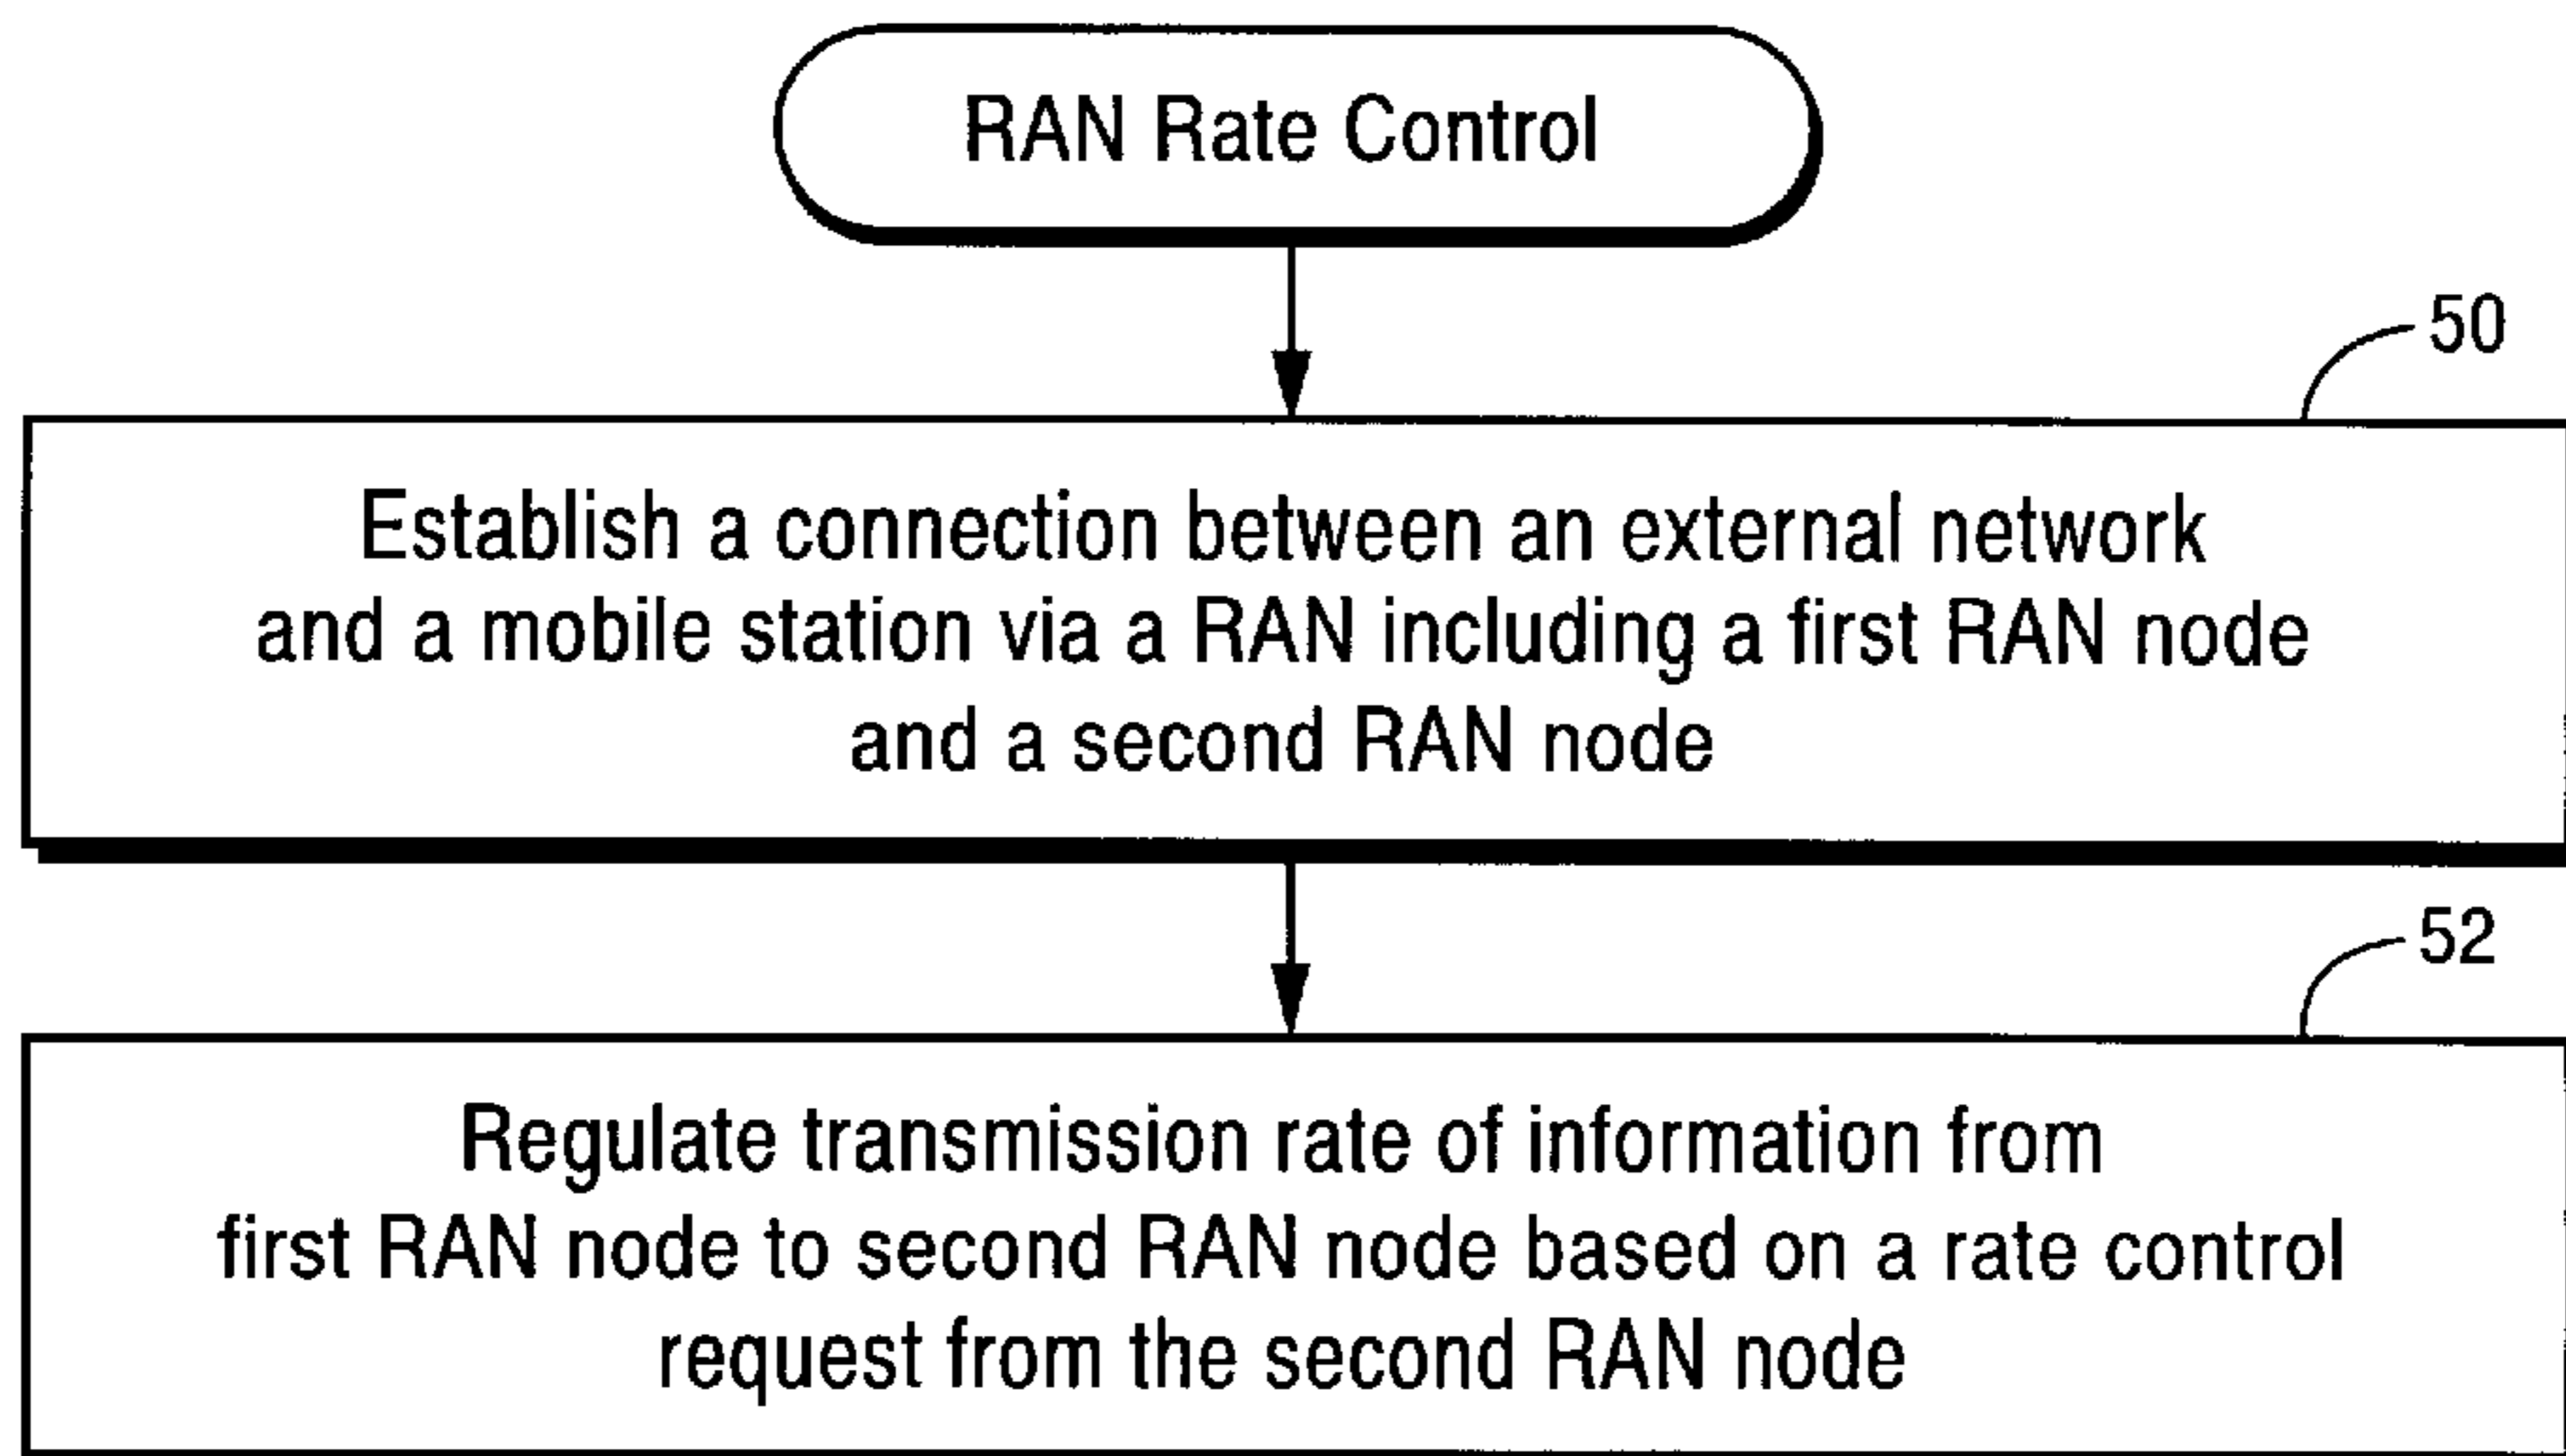 RAN Rate Control
50
Establish a connection between an external network
and a mobile station via a RAN including a first RAN node
and a second RAN node
52
Regulate transmission rate of information from
first RAN node to second RAN node based on a rate control
request from the second RAN node